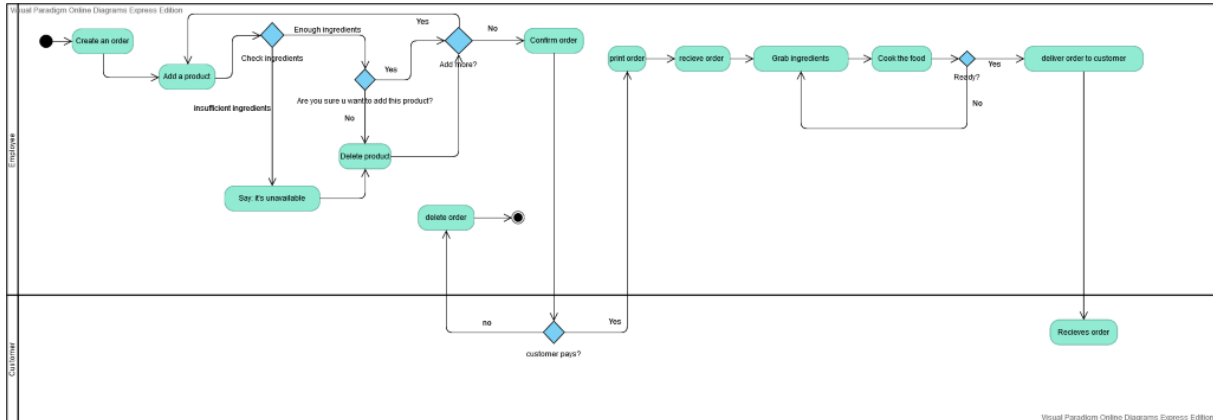 Visual Paradigm Online Diagrams Express Edition
Create an order
Add a product
Check ingredients
Enough ingredients
insufficient ingredients
Say: it's unavailable
Are you sure u want to add this product?
Yes
No
Delete product
Add more?
Yes
No
Confirm order
delete order
print order
recieve order
Grab ingredients
Cook the food
Ready?
Yes
No
deliver order to customer
Employee
Customer
customer pays?
no
Yes
Recieves order
Visual Paradigm Online Diagrams Express Edition